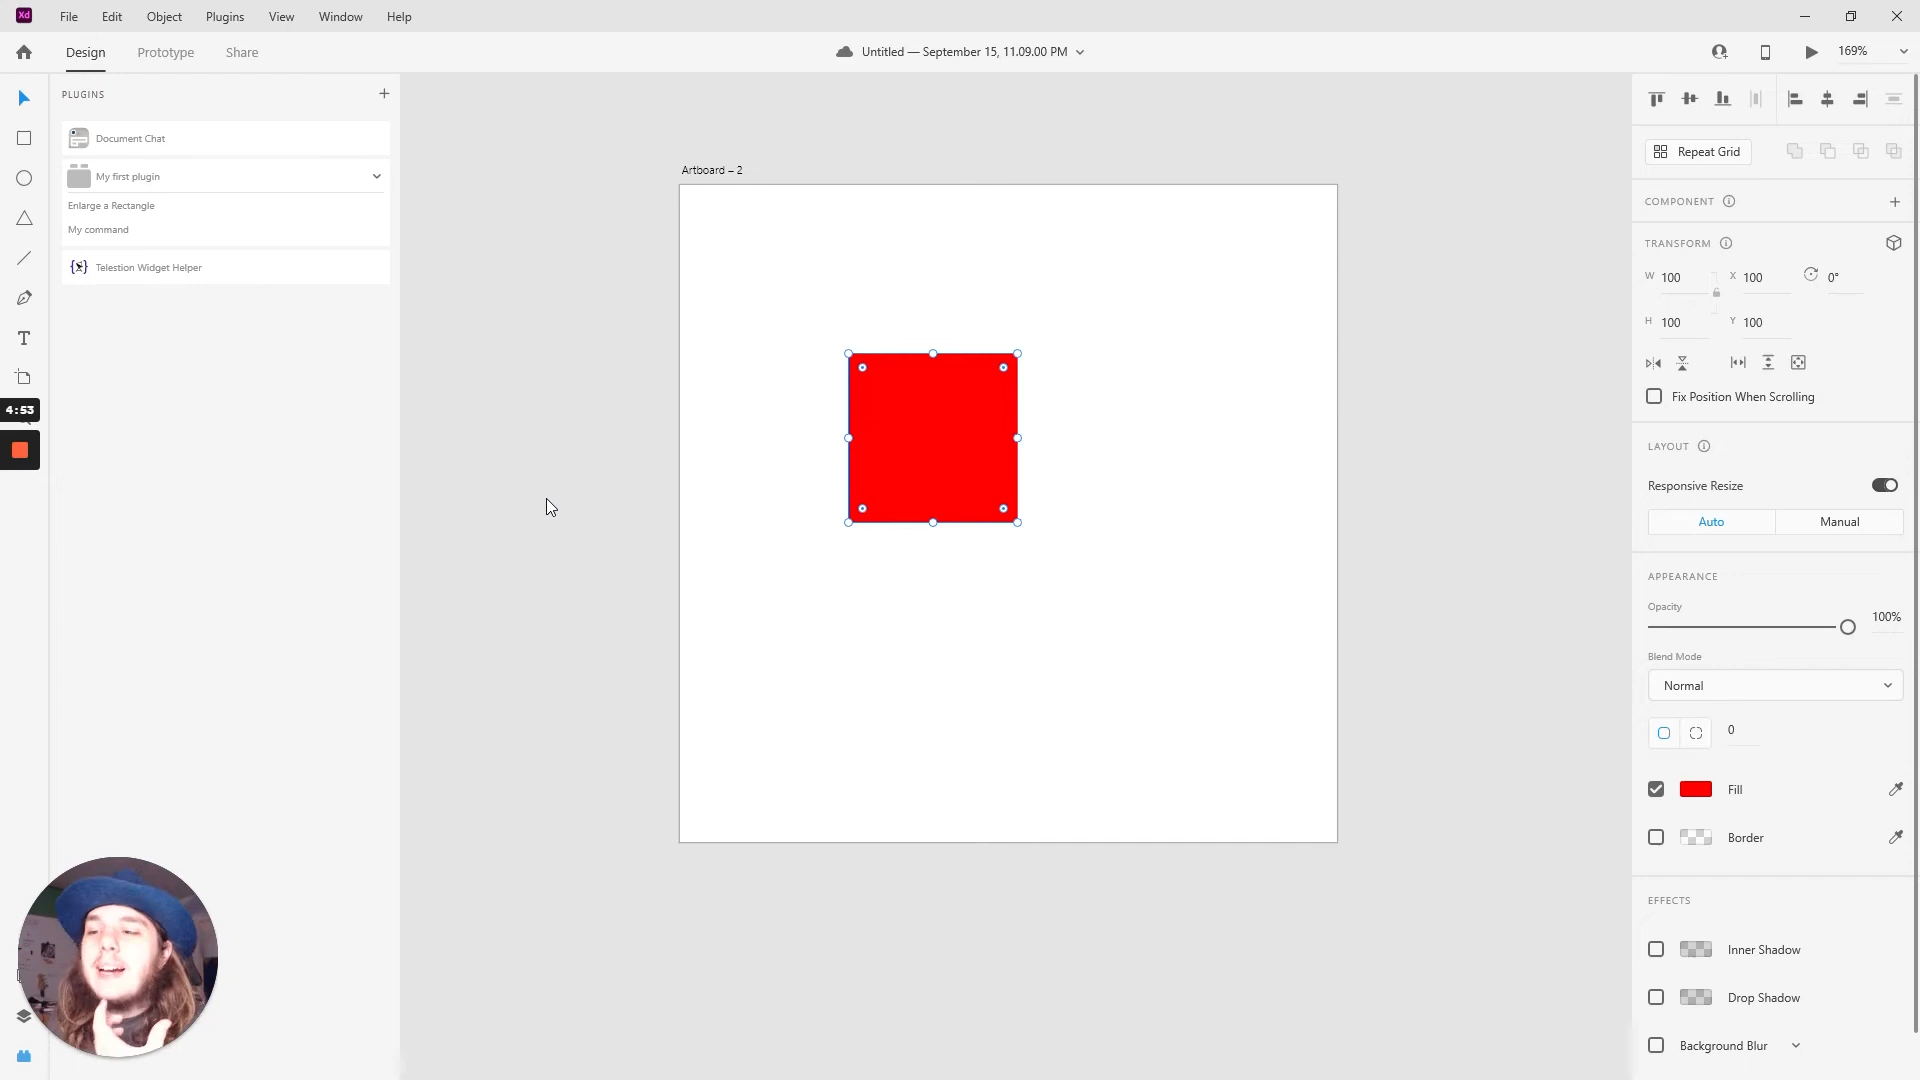 Xd
File Edit Object Plugins View Window Help
Design Prototype Share
Untitled — September 15, 11.09.00 PM
169%
PLUGINS
Document Chat
My first plugin
Enlarge a Rectangle
My command
Telestion Widget Helper
T
4:53
Artboard – 2
Repeat Grid
COMPONENT
TRANSFORM
W 100 X 100 0°
H 100 Y 100
Fix Position When Scrolling
LAYOUT
Responsive Resize
Auto Manual
APPEARANCE
Opacity
100%
Blend Mode
Normal
0
Fill
Border
EFFECTS
Inner Shadow
Drop Shadow
Background Blur